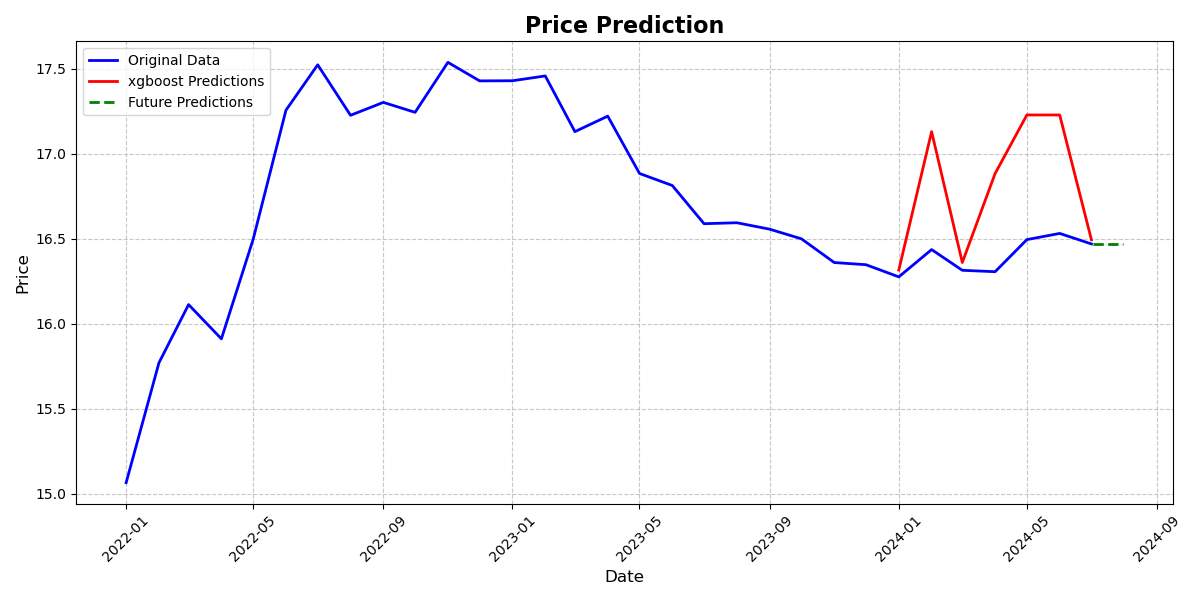 Price Prediction
Original Data
xgboost Predictions
Future Predictions
17.5
17.0
16.5
16.0
15.5
15.0
Price
2022-01
2022-05
2022-09
2023-01
2023-05
2023-09
2024-01
2024-05
2024-09
Date